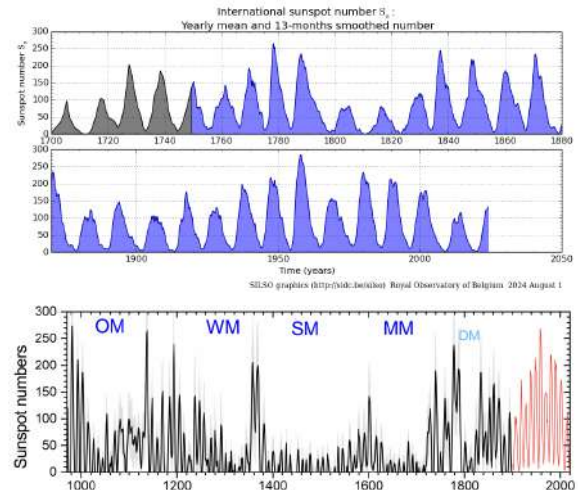 International sunspot number Sₙ :
Yearly mean and 13-months smoothed number
Sunspot number Sₙ
300
250
200
150
100
50
0
1700 1720 1740 1760 1780 1800 1820 1840 1860 1880
300
250
200
150
100
50
0
1900 1950 2000 2050
Time (years)
SILSO graphics (http://sidc.be/silso) Royal Observatory of Belgium 2024 August 1
Sunspot numbers
300
250
200
150
100
50
0
OM WM SM MM DM
1000 1200 1400 1600 1800 2000